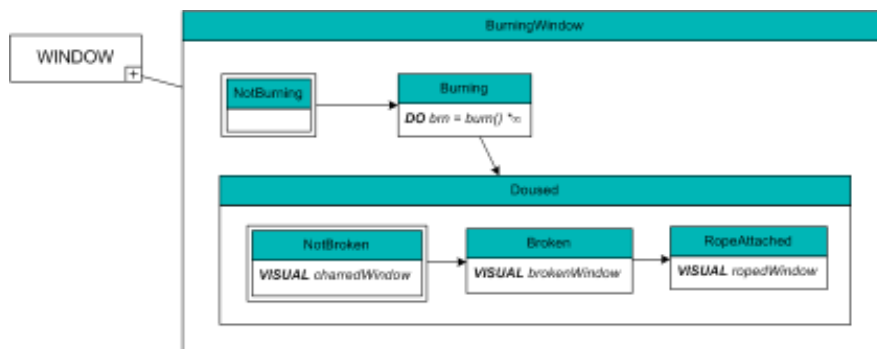 BurningWindow
WINDOW
+
NotBurning
Burning
DO brn = burn() *∞
Doused
NotBroken
Broken
RopeAttached
VISUAL charredWindow
VISUAL brokenWindow
VISUAL ropedWindow